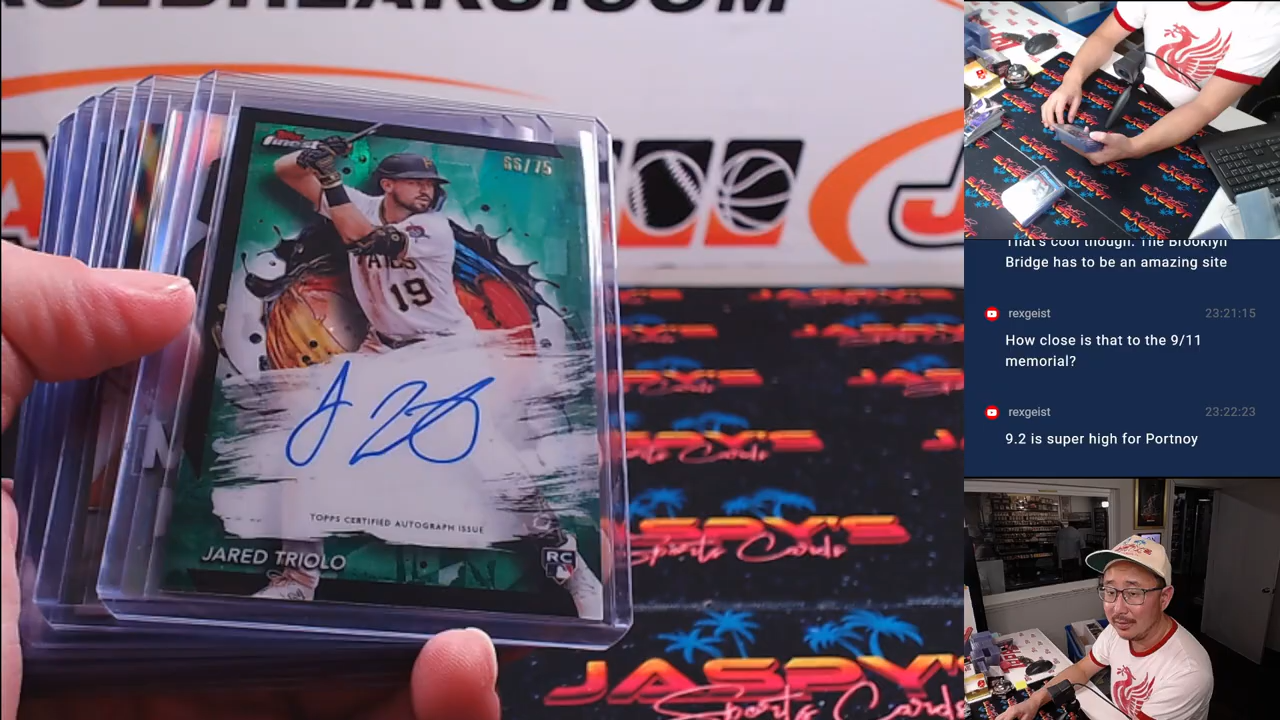 Topps
finest
66/75
19
TOPPS CERTIFIED AUTOGRAPH ISSUE
JARED TRIOLO
RC
JASPY'S
Sports Cards
That's cool though. The Brooklyn
Bridge has to be an amazing site
rexgeist 23:21:15
How close is that to the 9/11
memorial?
rexgeist 23:22:23
9.2 is super high for Portnoy